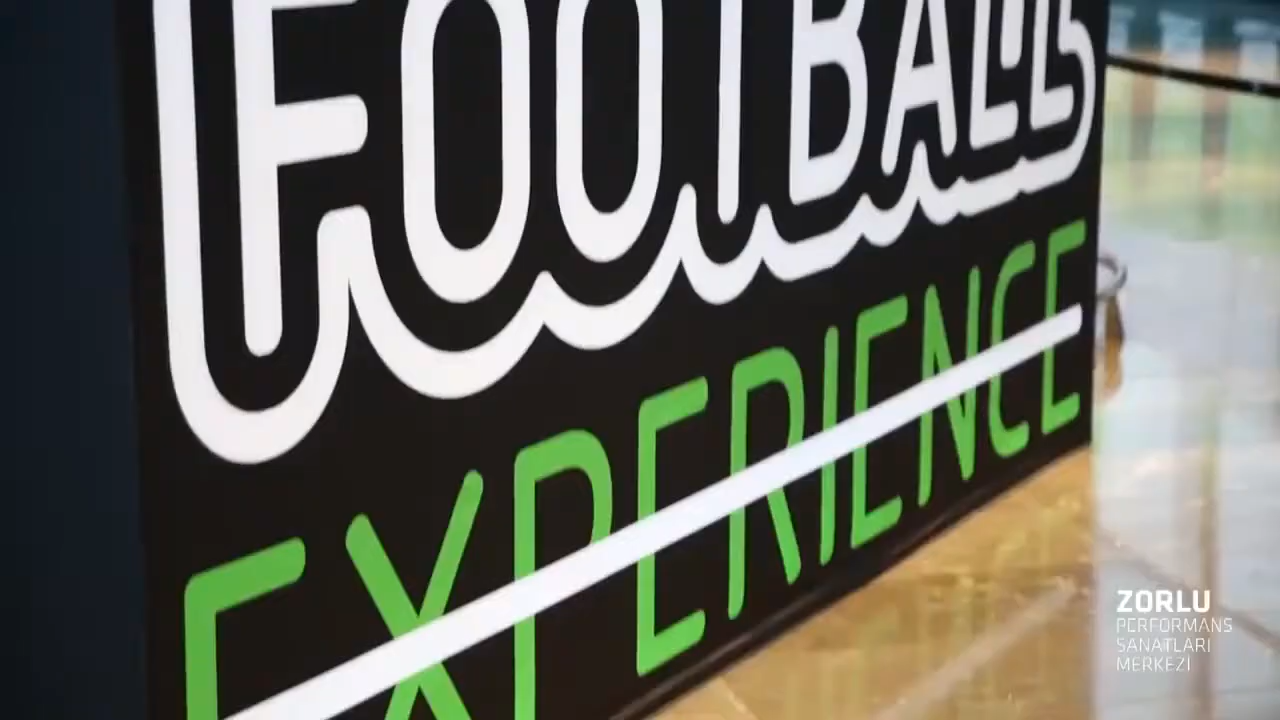 FOOTBALL
EXPERIENCE
ZORLU
PERFORMANS
SANATLARI
MERKEZİ